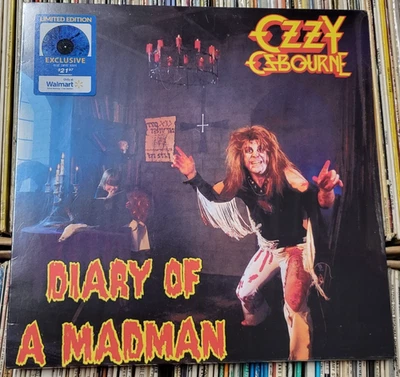 LIMITED EDITION
EXCLUSIVE
Walmart
OZZY
OSBOURNE
DIARY OF
A MADMAN